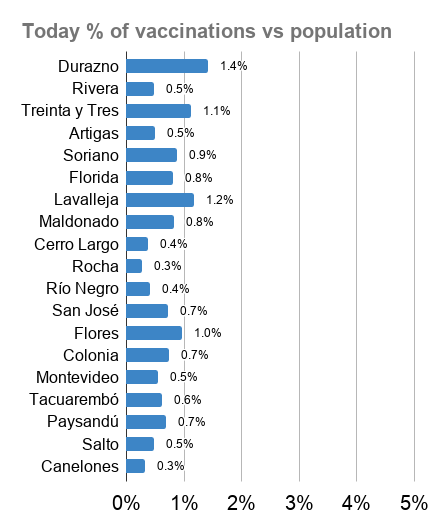 Today % of vaccinations vs population
Durazno 1.4%
Rivera 0.5%
Treinta y Tres 1.1%
Artigas 0.5%
Soriano 0.9%
Florida 0.8%
Lavalleja 1.2%
Maldonado 0.8%
Cerro Largo 0.4%
Rocha 0.3%
Río Negro 0.4%
San José 0.7%
Flores 1.0%
Colonia 0.7%
Montevideo 0.5%
Tacuarembó 0.6%
Paysandú 0.7%
Salto 0.5%
Canelones 0.3%
0% 1% 2% 3% 4% 5%